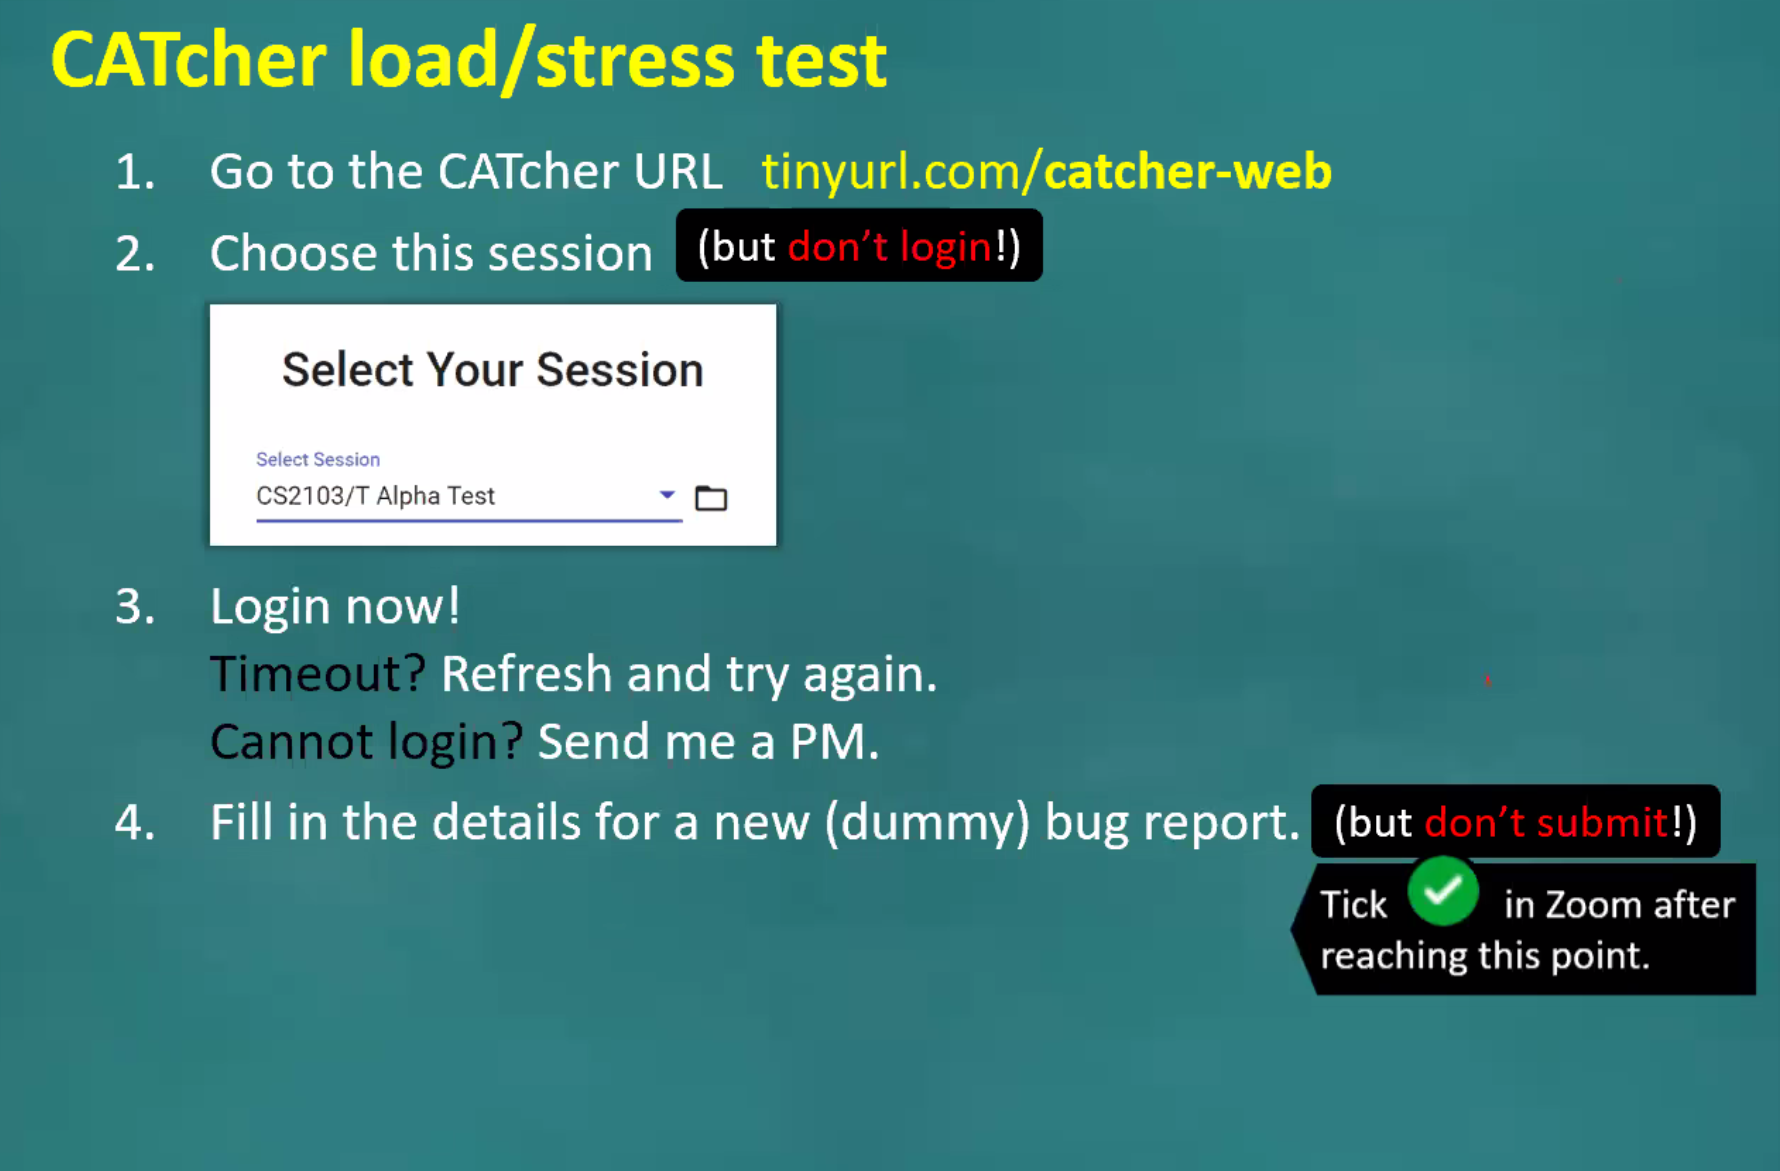 CATcher load/stress test
1. Go to the CATcher URL tinyurl.com/catcher-web
2. Choose this session (but don't login!)
Select Your Session
Select Session
CS2103/T Alpha Test
3. Login now!
Timeout? Refresh and try again.
Cannot login? Send me a PM.
4. Fill in the details for a new (dummy) bug report. (but don't submit!)
Tick in Zoom after
reaching this point.